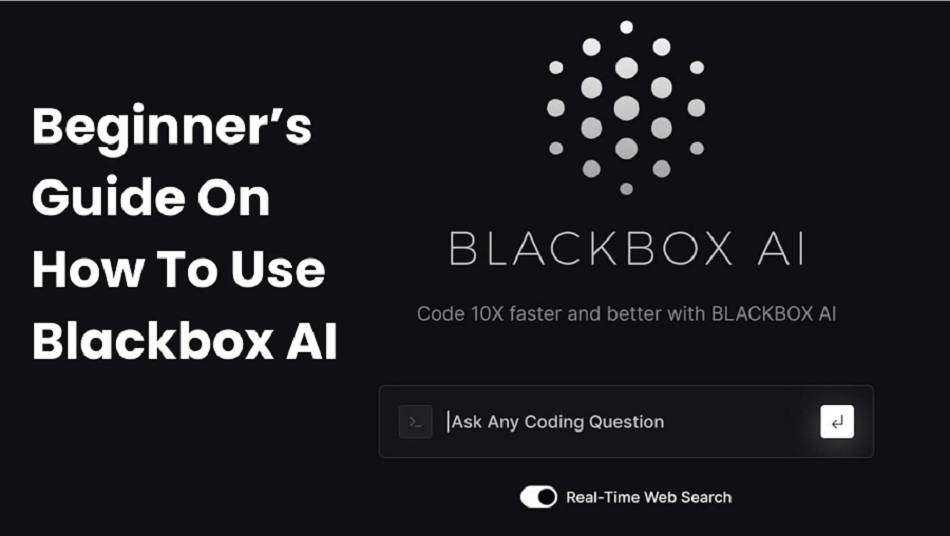 Beginner’s
Guide On
How To Use
Blackbox AI
BLACKBOX AI
Code 10X faster and better with BLACKBOX AI
>_
Ask Any Coding Question
Real-Time Web Search